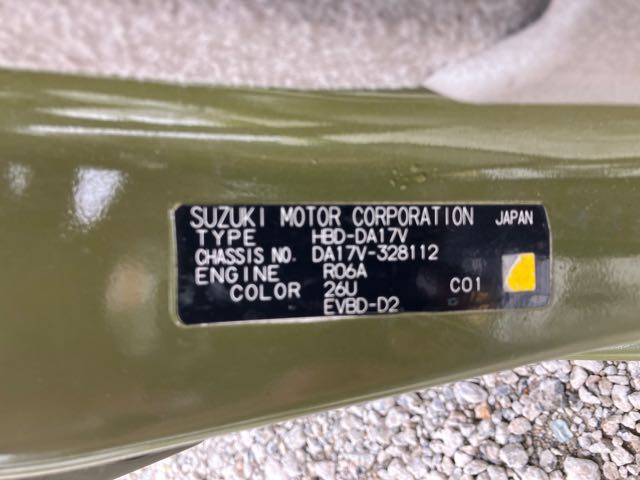 SUZUKI MOTOR CORPORATION JAPAN
TYPE HBD-DA17V
CHASSIS NO. DA17V-328112
ENGINE R06A
COLOR 26U C01
EVBD-D2